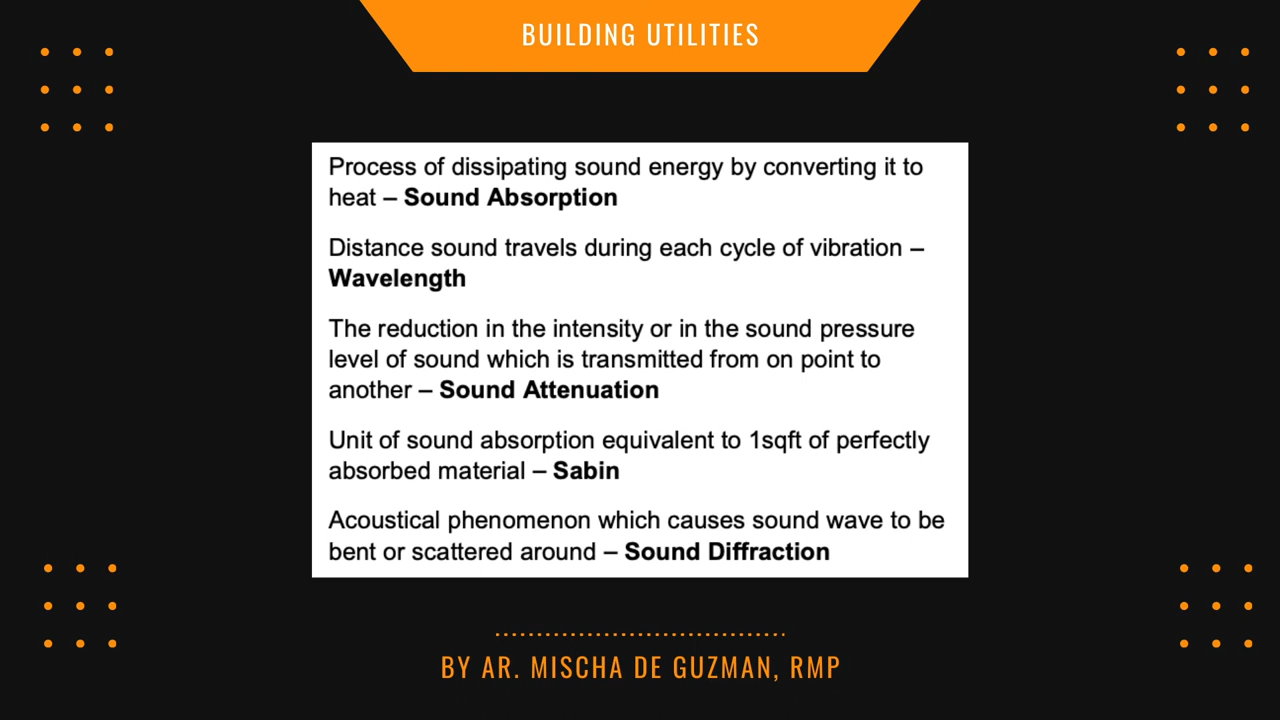 BUILDING UTILITIES
Process of dissipating sound energy by converting it to
heat – Sound Absorption
Distance sound travels during each cycle of vibration –
Wavelength
The reduction in the intensity or in the sound pressure
level of sound which is transmitted from on point to
another – Sound Attenuation
Unit of sound absorption equivalent to 1sqft of perfectly
absorbed material – Sabin
Acoustical phenomenon which causes sound wave to be
bent or scattered around – Sound Diffraction
BY AR. MISCHA DE GUZMAN, RMP